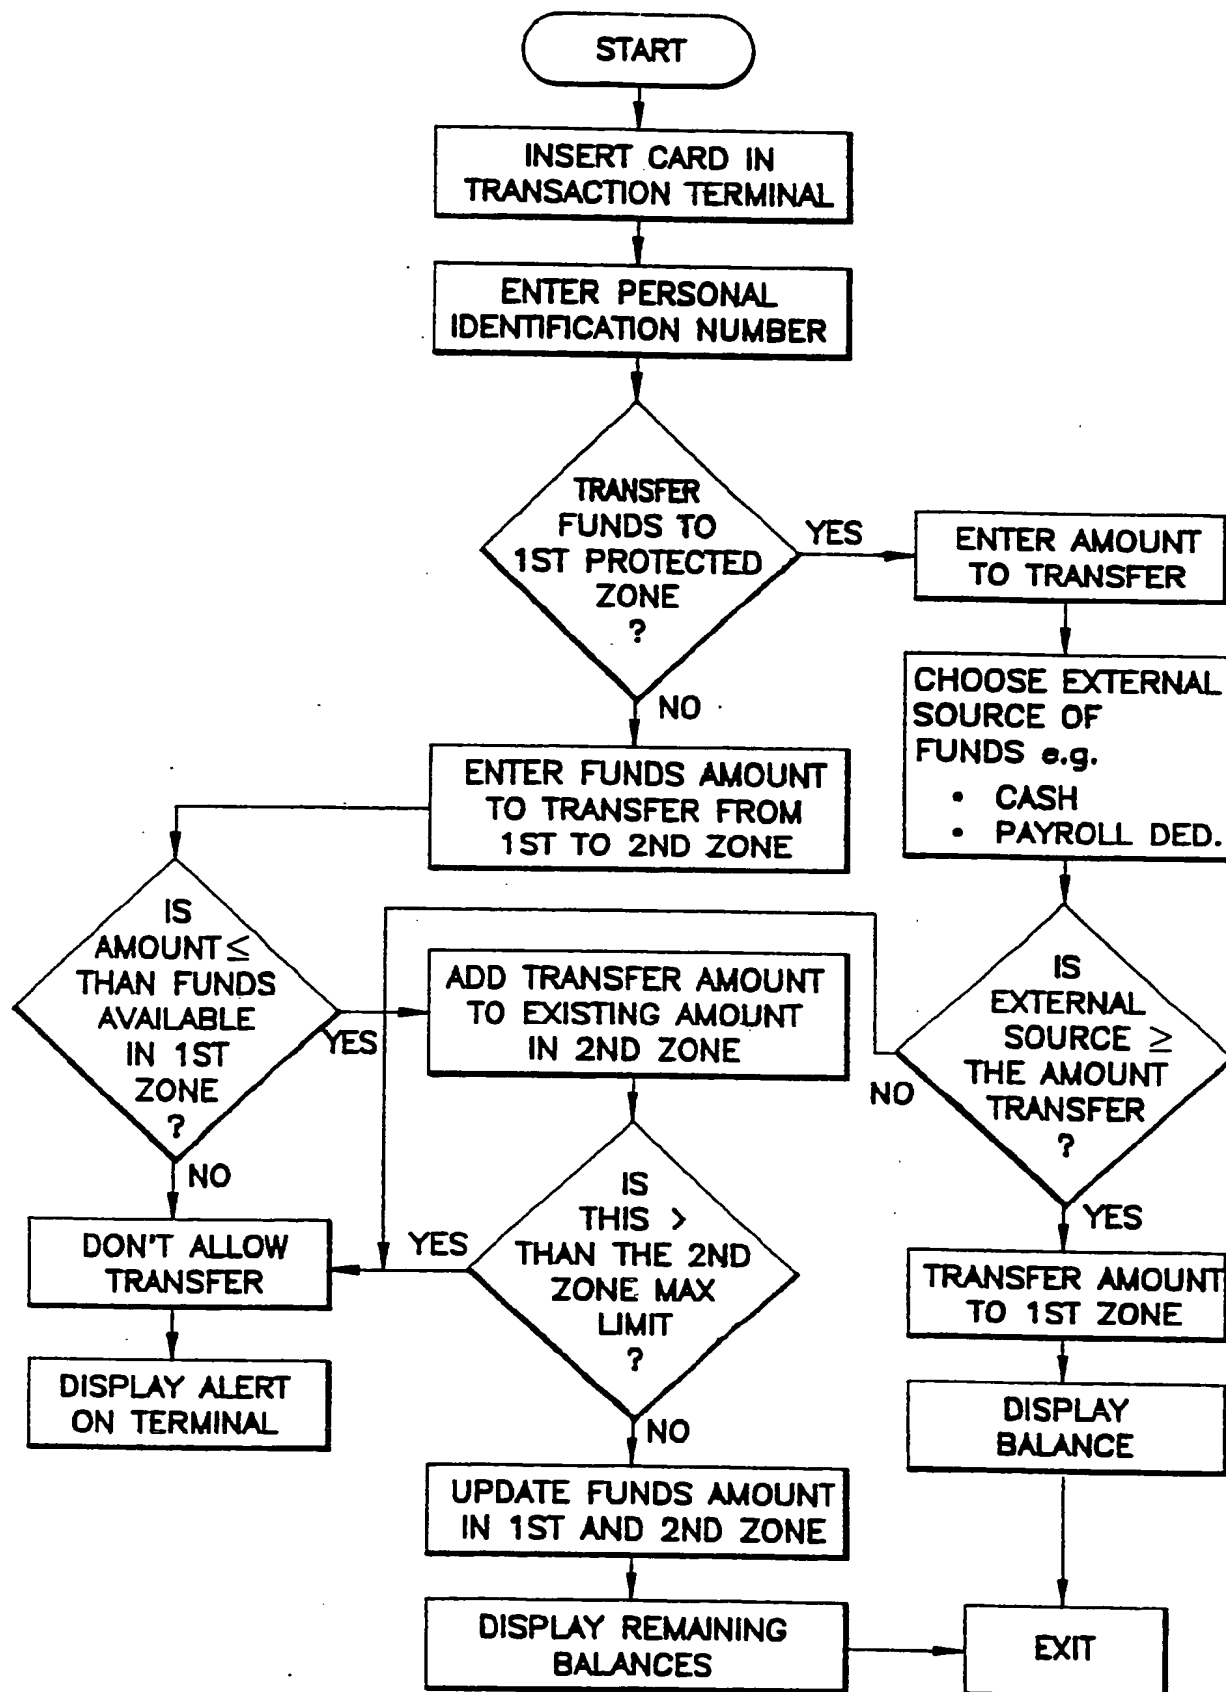 START
INSERT CARD IN
TRANSACTION TERMINAL
ENTER PERSONAL
IDENTIFICATION NUMBER
TRANSFER
FUNDS TO
1ST PROTECTED
ZONE
?
YES
ENTER AMOUNT
TO TRANSFER
CHOOSE EXTERNAL
SOURCE OF
FUNDS e.g.
• CASH
• PAYROLL DED.
NO
ENTER FUNDS AMOUNT
TO TRANSFER FROM
1ST TO 2ND ZONE
IS
AMOUNT ≤
THAN FUNDS
AVAILABLE
IN 1ST
ZONE
?
YES
ADD TRANSFER AMOUNT
TO EXISTING AMOUNT
IN 2ND ZONE
IS
EXTERNAL
SOURCE ≥
THE AMOUNT
TRANSFER
?
NO
NO
DON'T ALLOW
TRANSFER
YES
IS
THIS >
THAN THE 2ND
ZONE MAX
LIMIT
?
YES
TRANSFER AMOUNT
TO 1ST ZONE
DISPLAY ALERT
ON TERMINAL
DISPLAY
BALANCE
NO
UPDATE FUNDS AMOUNT
IN 1ST AND 2ND ZONE
DISPLAY REMAINING
BALANCES
EXIT